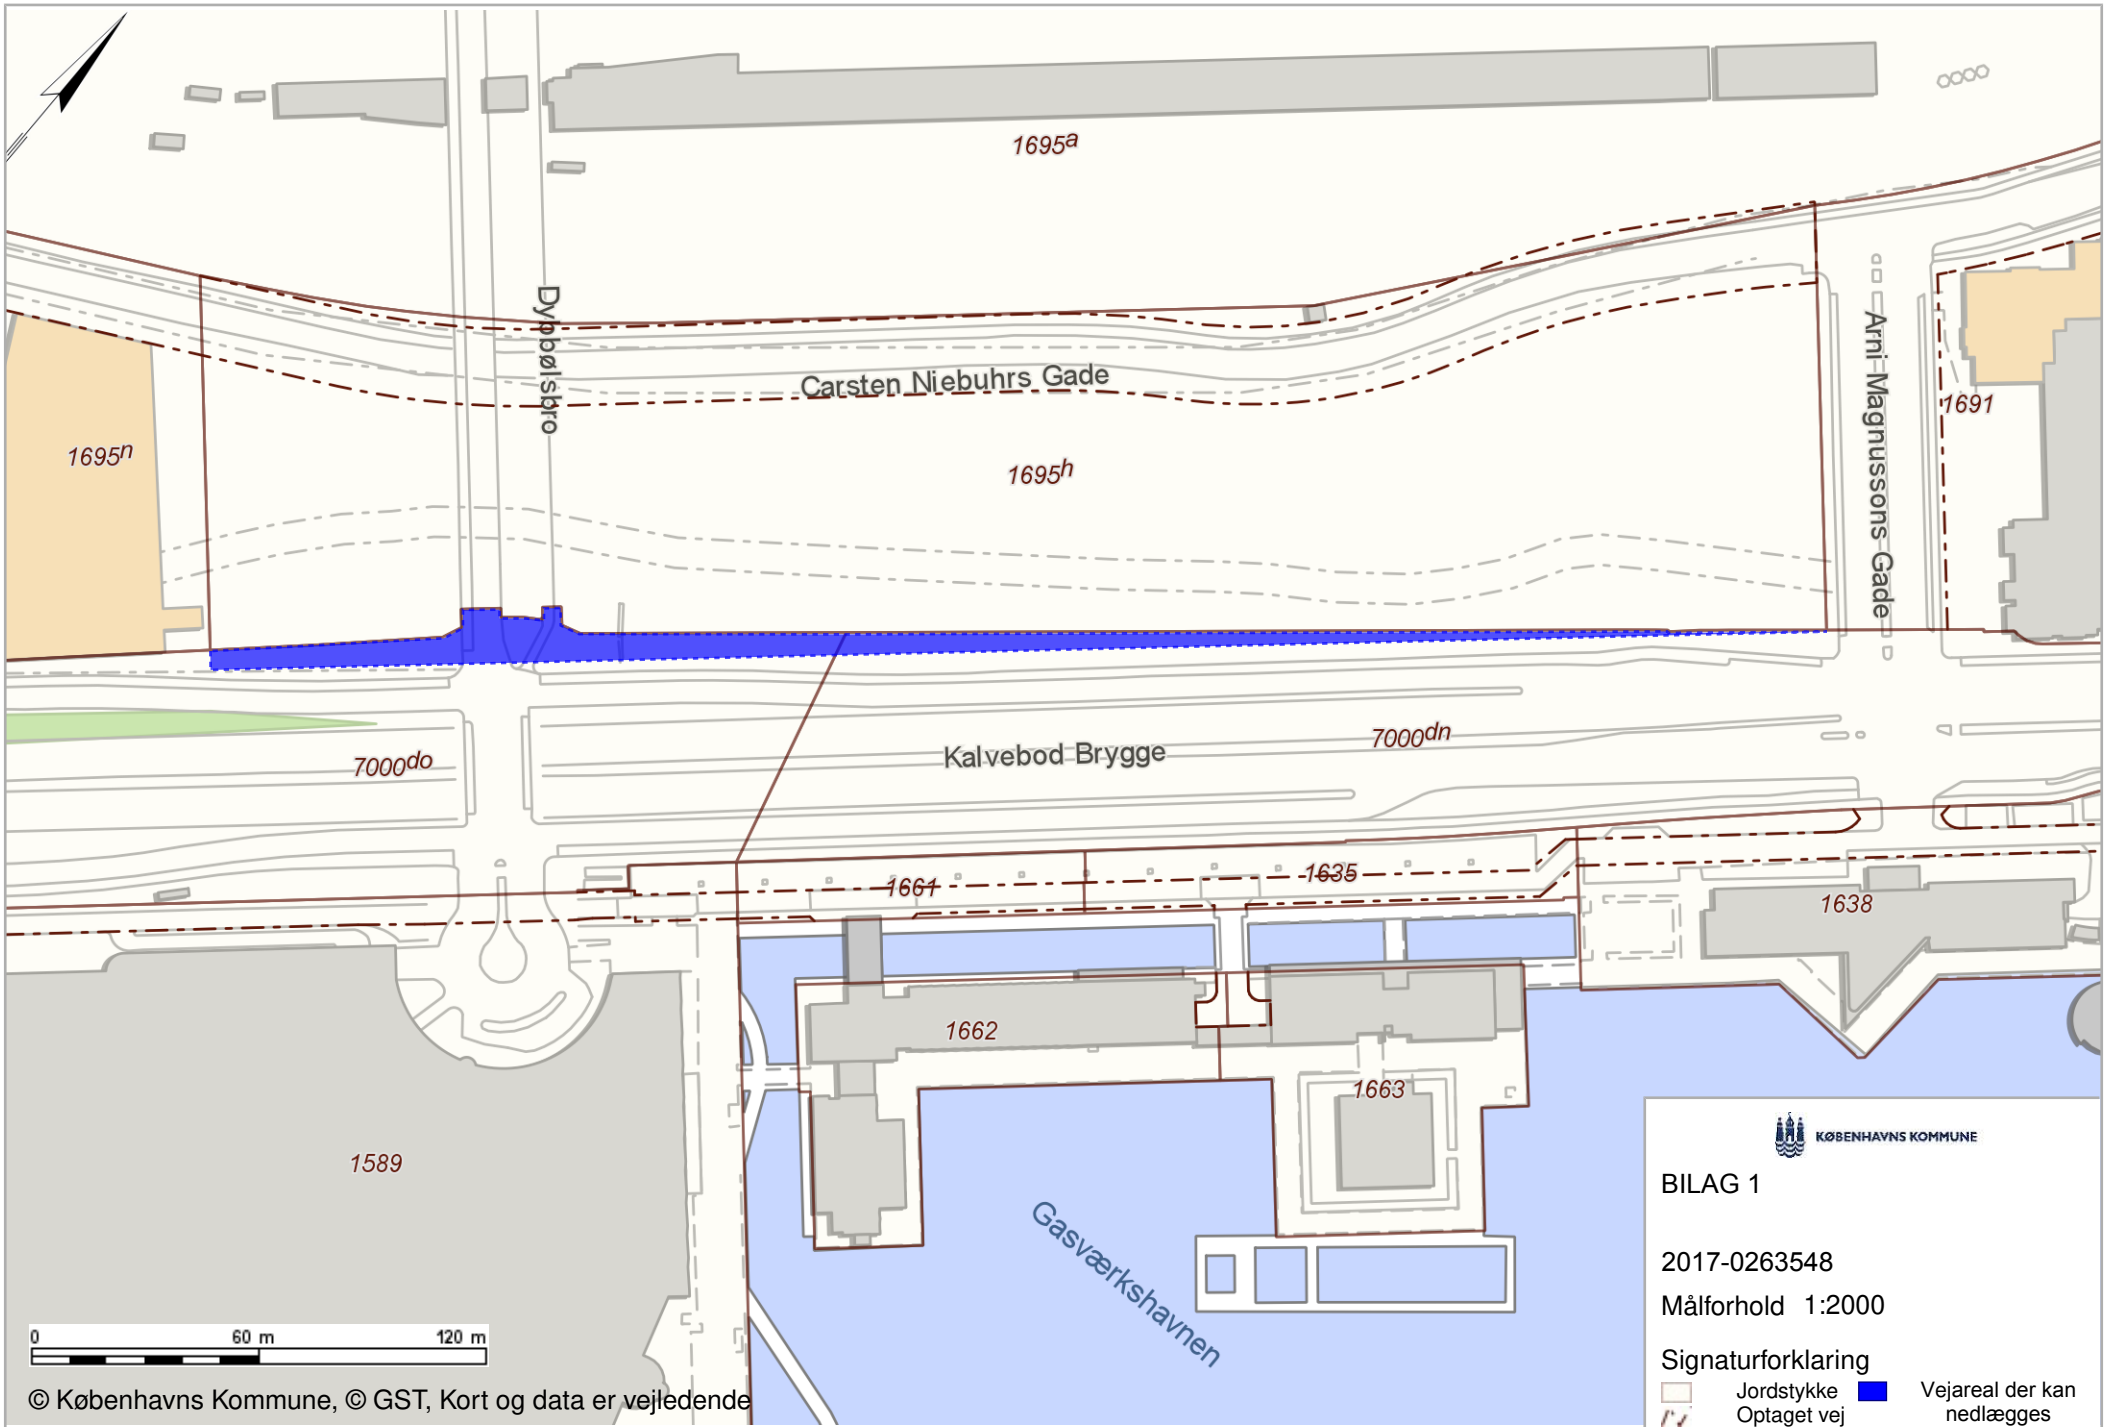 1695a
Dybbølsbro
Carsten Niebuhrs Gade
Arni Magnussons Gade
1691
1695n
1695h
7000do
Kalvebod Brygge
7000dn
1661
1635
1638
1662
1663
1589
Gasværkshavnen
KØBENHAVNS KOMMUNE
BILAG 1
2017-0263548
Målforhold 1:2000
Signaturforklaring
Jordstykke
Optaget vej
Vejareal der kan
nedlægges
0 60 m 120 m
© Københavns Kommune, © GST, Kort og data er vejledende